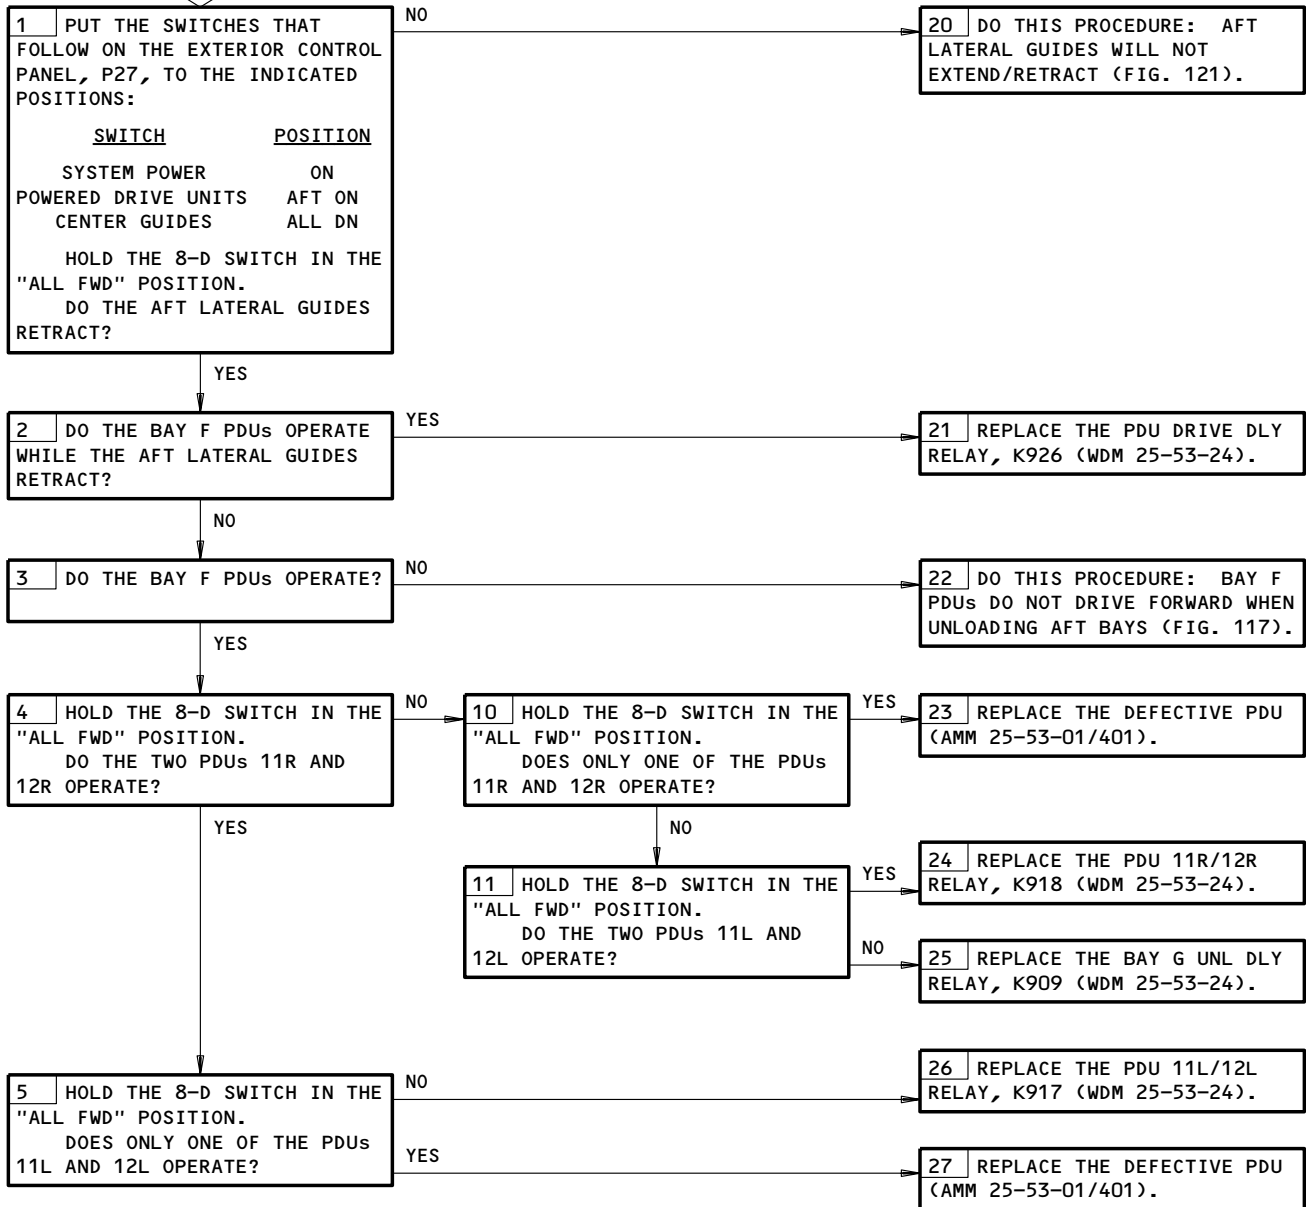 1 PUT THE SWITCHES THAT
FOLLOW ON THE EXTERIOR CONTROL
PANEL, P27, TO THE INDICATED
POSITIONS:
SWITCH POSITION
SYSTEM POWER ON
POWERED DRIVE UNITS AFT ON
CENTER GUIDES ALL DN
HOLD THE 8-D SWITCH IN THE
"ALL FWD" POSITION.
DO THE AFT LATERAL GUIDES
RETRACT?
NO
20 DO THIS PROCEDURE: AFT
LATERAL GUIDES WILL NOT
EXTEND/RETRACT (FIG. 121).
YES
2 DO THE BAY F PDUs OPERATE
WHILE THE AFT LATERAL GUIDES
RETRACT?
YES
21 REPLACE THE PDU DRIVE DLY
RELAY, K926 (WDM 25-53-24).
NO
3 DO THE BAY F PDUs OPERATE?
NO
22 DO THIS PROCEDURE: BAY F
PDUs DO NOT DRIVE FORWARD WHEN
UNLOADING AFT BAYS (FIG. 117).
YES
4 HOLD THE 8-D SWITCH IN THE
"ALL FWD" POSITION.
DO THE TWO PDUs 11R AND
12R OPERATE?
NO
10 HOLD THE 8-D SWITCH IN THE
"ALL FWD" POSITION.
DOES ONLY ONE OF THE PDUs
11R AND 12R OPERATE?
YES
23 REPLACE THE DEFECTIVE PDU
(AMM 25-53-01/401).
YES
NO
11 HOLD THE 8-D SWITCH IN THE
"ALL FWD" POSITION.
DO THE TWO PDUs 11L AND
12L OPERATE?
YES
24 REPLACE THE PDU 11R/12R
RELAY, K918 (WDM 25-53-24).
NO
25 REPLACE THE BAY G UNL DLY
RELAY, K909 (WDM 25-53-24).
5 HOLD THE 8-D SWITCH IN THE
"ALL FWD" POSITION.
DOES ONLY ONE OF THE PDUs
11L AND 12L OPERATE?
NO
26 REPLACE THE PDU 11L/12L
RELAY, K917 (WDM 25-53-24).
YES
27 REPLACE THE DEFECTIVE PDU
(AMM 25-53-01/401).